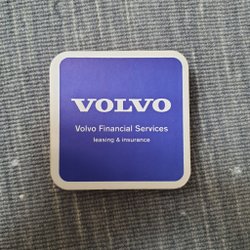 VOLVO
Volvo Financial Services
leasing & insurance